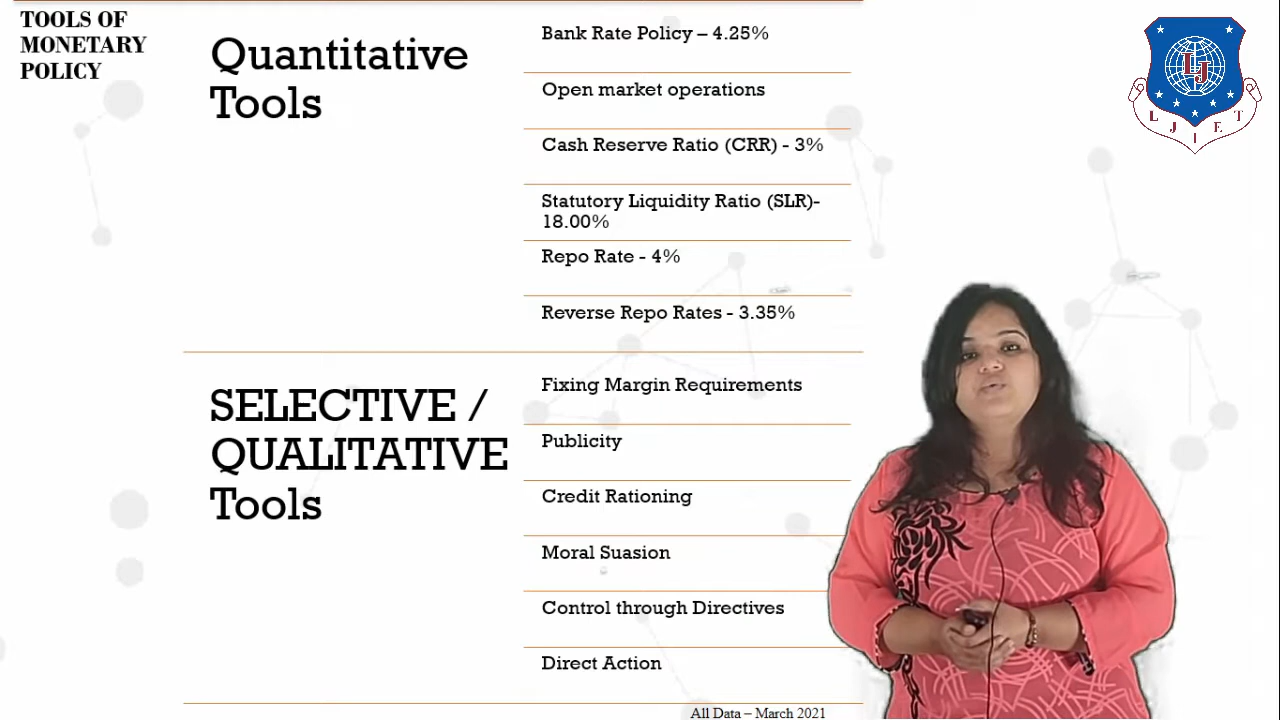 TOOLS OF
MONETARY
POLICY
Quantitative
Tools
Bank Rate Policy – 4.25%
Open market operations
Cash Reserve Ratio (CRR) - 3%
Statutory Liquidity Ratio (SLR)-
18.00%
Repo Rate - 4%
Reverse Repo Rates - 3.35%
SELECTIVE /
QUALITATIVE
Tools
Fixing Margin Requirements
Publicity
Credit Rationing
Moral Suasion
Control through Directives
Direct Action
All Data – March 2021
LJ
L J I E T